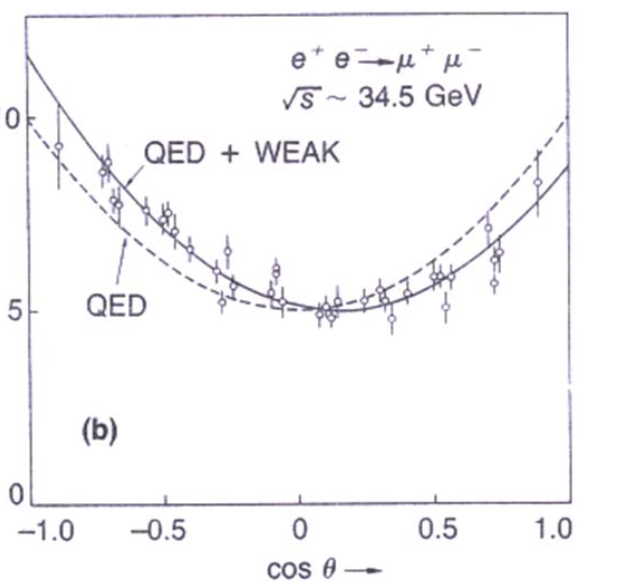 e⁺ e⁻ → μ⁺ μ⁻
√s ~ 34.5 GeV
0
QED + WEAK
QED
5
(b)
0
−1.0 −0.5 0 0.5 1.0
cos θ →